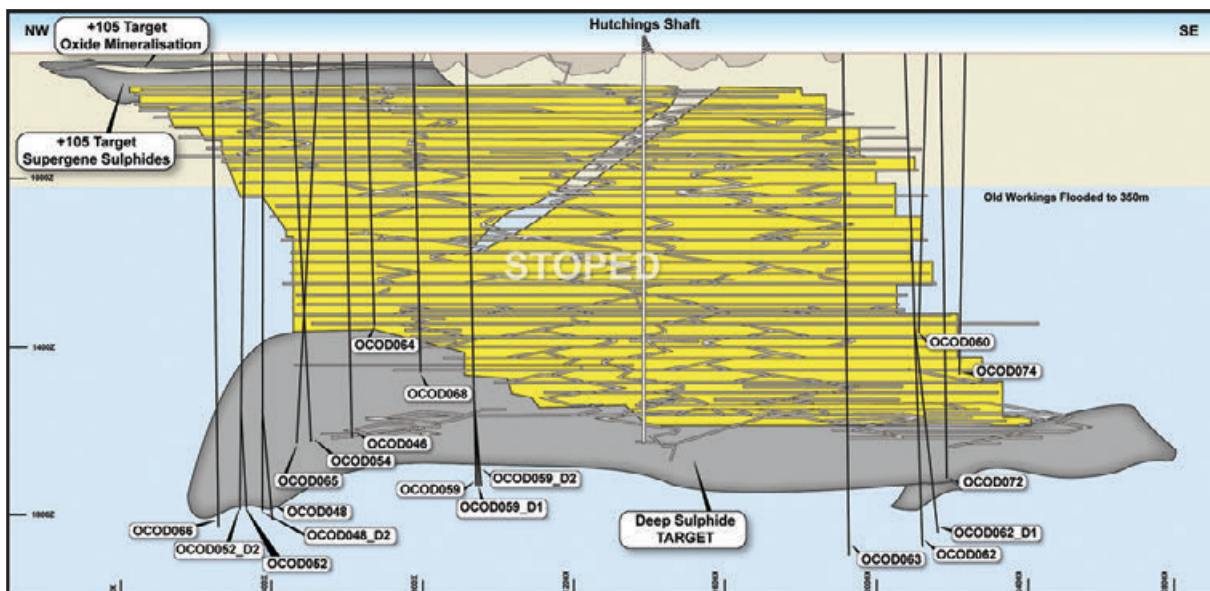 NW
Hutchings Shaft
SE
+105 Target
Oxide Mineralisation
+105 Target
Supergene Sulphides
Old Workings Flooded to 350m
STOPED
1400Z
OCOD064
OCOD060
OCOD074
OCOD068
OCOD046
OCOD054
OCOD065
OCOD059
OCOD059_D2
OCOD059_D1
OCOD072
OCOD048
OCOD066
OCOD048_D2
OCOD052_D2
OCOD052
Deep Sulphide
TARGET
OCOD062_D1
OCOD063
OCOD062